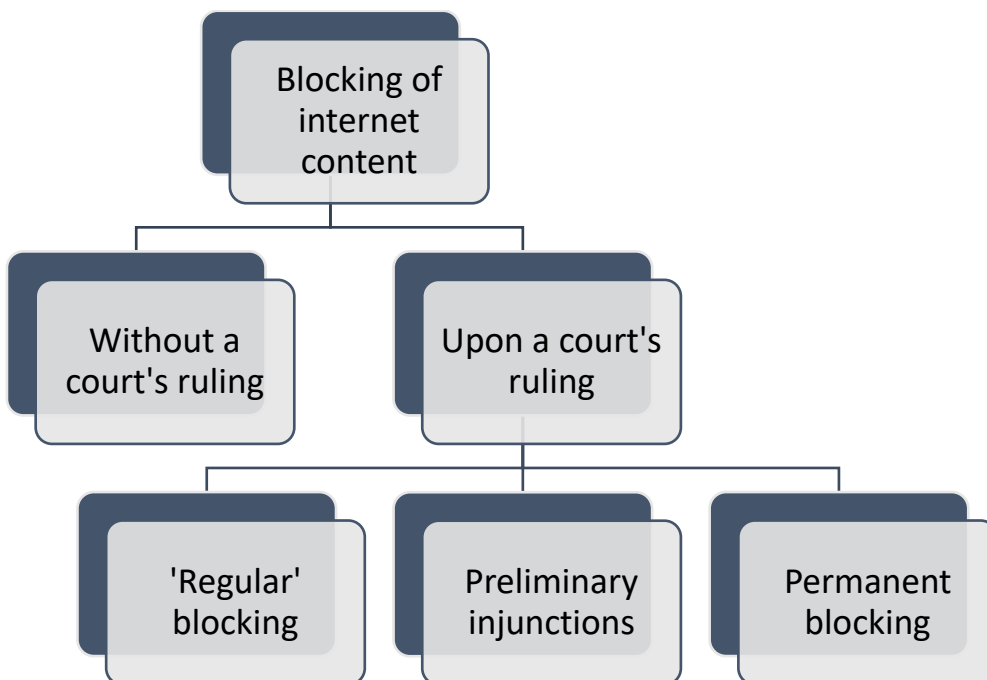 Blocking of
internet
content
Without a
court's ruling
Upon a court's
ruling
'Regular'
blocking
Preliminary
injunctions
Permanent
blocking